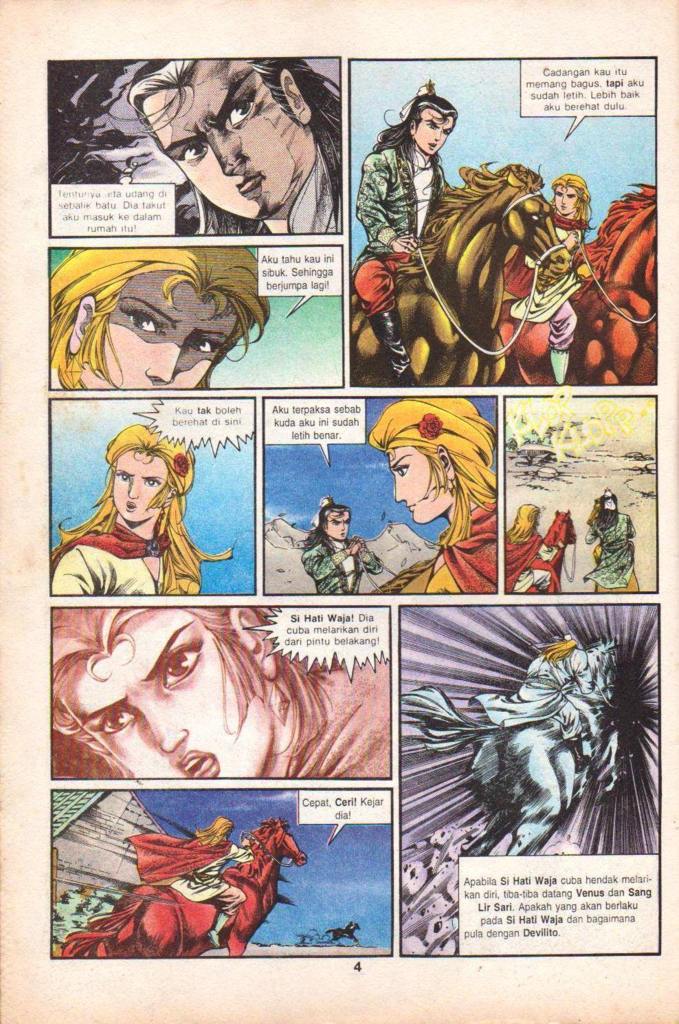 Tentunya ada udang di
sebalik batu. Dia takut
aku masuk ke dalam
rumah itu!
Cadangan kau itu
memang bagus, tapi aku
sudah letih. Lebih baik
aku berehat dulu.
Aku tahu kau ini
sibuk. Sehingga
berjumpa lagi!
Kau tak boleh
berehat di sini
Aku terpaksa sebab
kuda aku ini sudah
letih benar.
KLOP
KLOPP
Si Hati Waja! Dia
cuba melarikan diri
dari pintu belakang!
Cepat, Ceri! Kejar
dia!
Apabila Si Hati Waja cuba hendak melari-
kan diri, tiba-tiba datang Venus dan Sang
Lir Sari. Apakah yang akan berlaku
pada Si Hati Waja dan bagaimana
pula dengan Devilito.
4